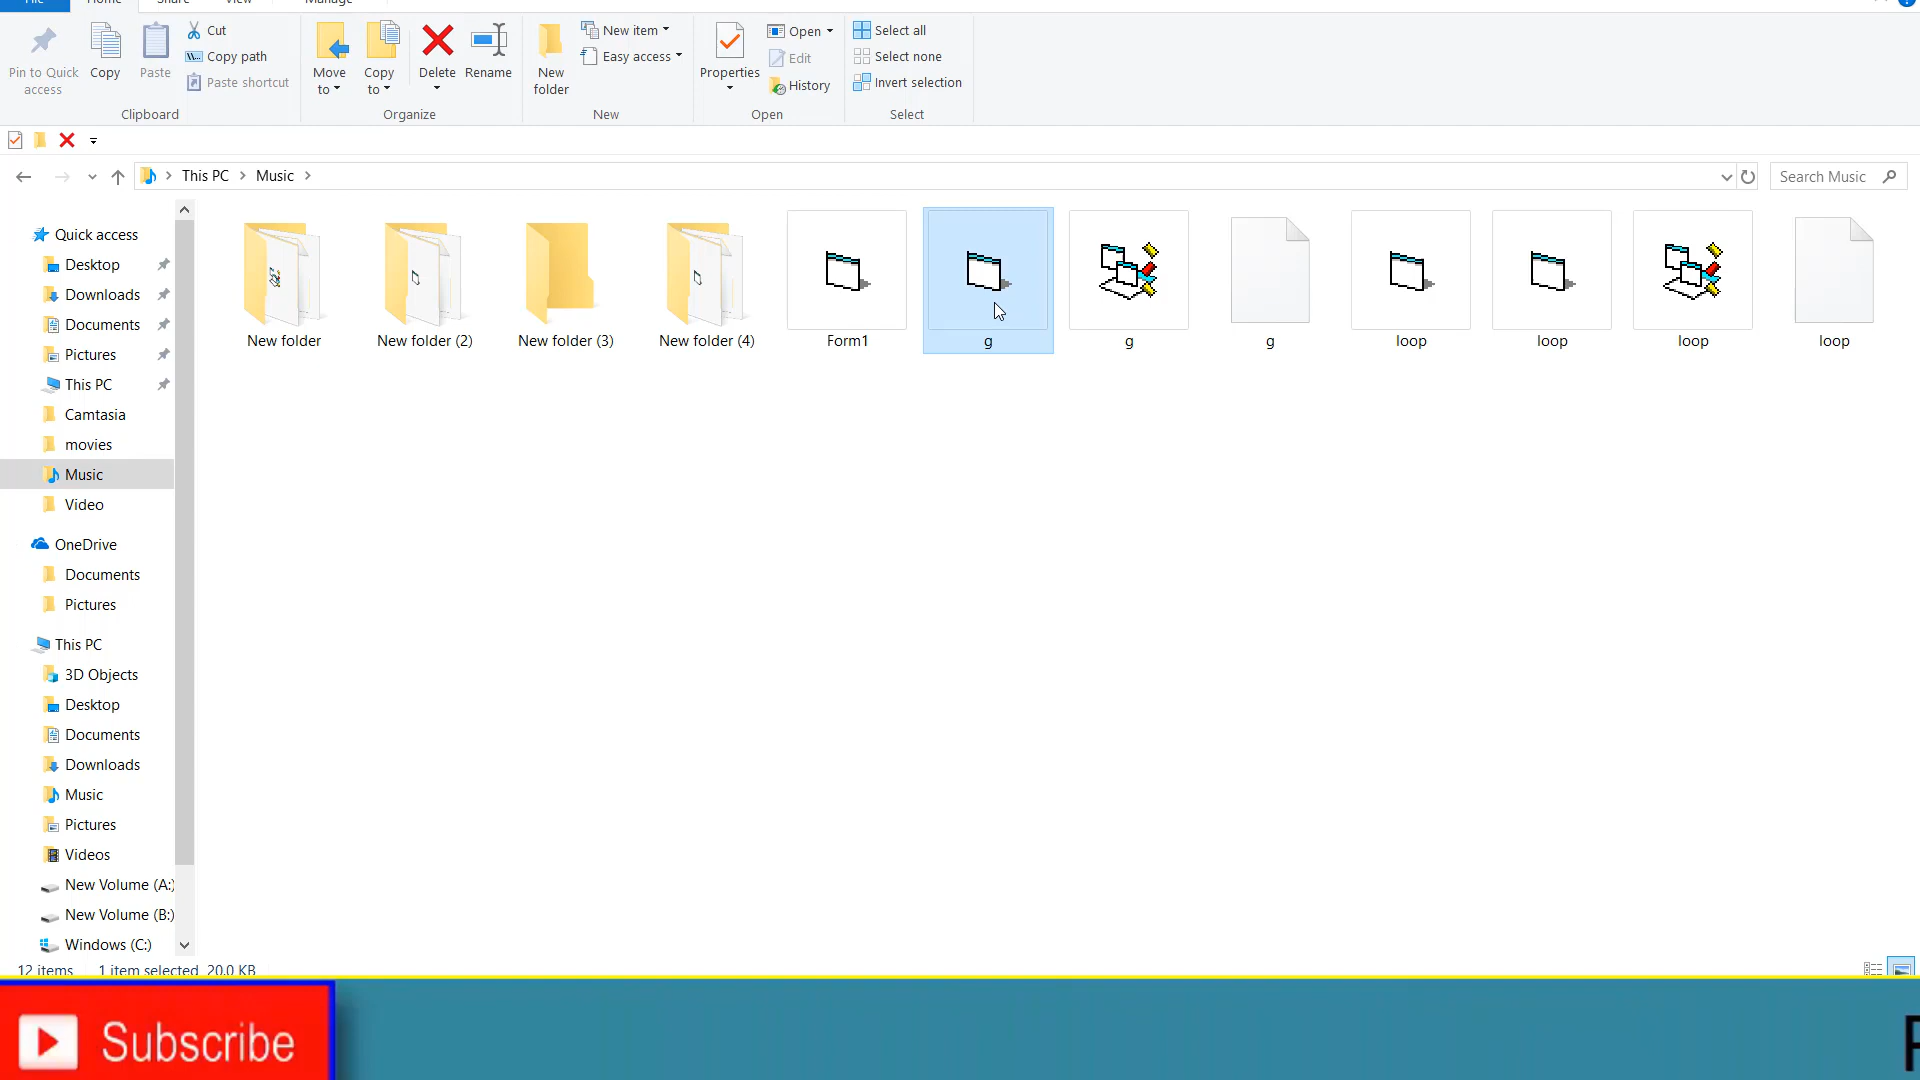 File Home Share View Manage
Cut
Copy path
Paste shortcut
Pin to Quick access
Copy
Paste
Clipboard
Move to
Copy to
Delete
Rename
Organize
New folder
New item
Easy access
New
Properties
Open
Edit
History
Open
Select all
Select none
Invert selection
Select
This PC Music
Search Music
Quick access
Desktop
Downloads
Documents
Pictures
This PC
Camtasia
movies
Music
Video
OneDrive
Documents
Pictures
This PC
3D Objects
Desktop
Documents
Downloads
Music
Pictures
Videos
New Volume (A:)
New Volume (B:)
Windows (C:)
New folder
New folder (2)
New folder (3)
New folder (4)
Form1
g
g
g
loop
loop
loop
loop
12 items 1 item selected 20.0 KB
Subscribe